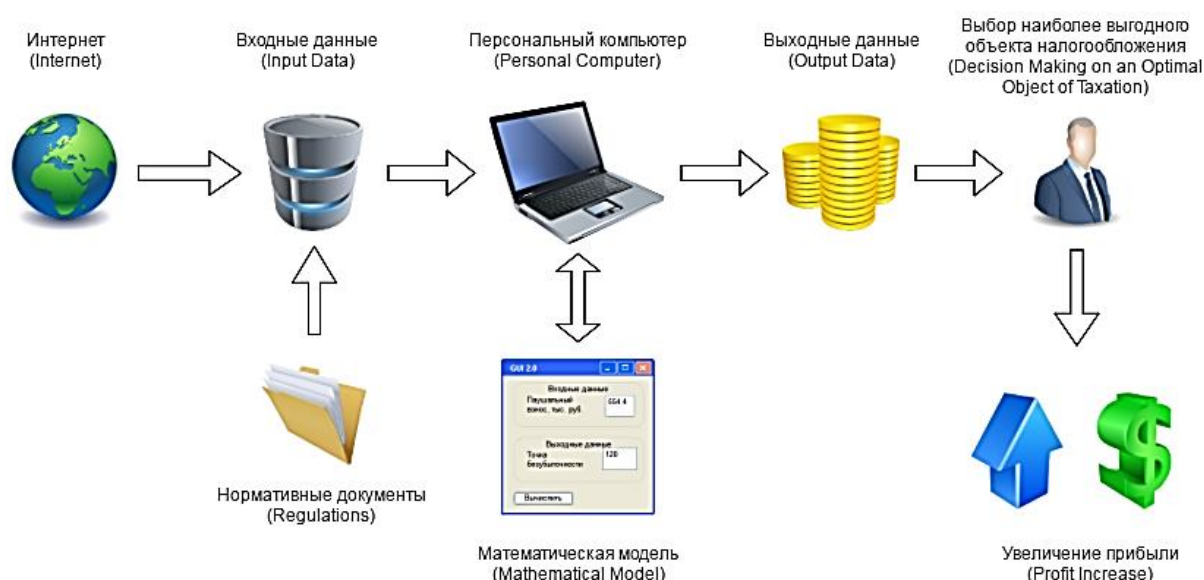 Интернет
(Internet)
Входные данные
(Input Data)
Персональный компьютер
(Personal Computer)
Выходные данные
(Output Data)
Выбор наиболее выгодного
объекта налогообложения
(Decision Making on an Optimal
Object of Taxation)
Нормативные документы
(Regulations)
GUI 2.0
Входные данные
Паушальный
взнос, тыс. руб.
554.4
Выходные данные
Точка
безубыточности
120
Вычислить
Математическая модель
(Mathematical Model)
Увеличение прибыли
(Profit Increase)